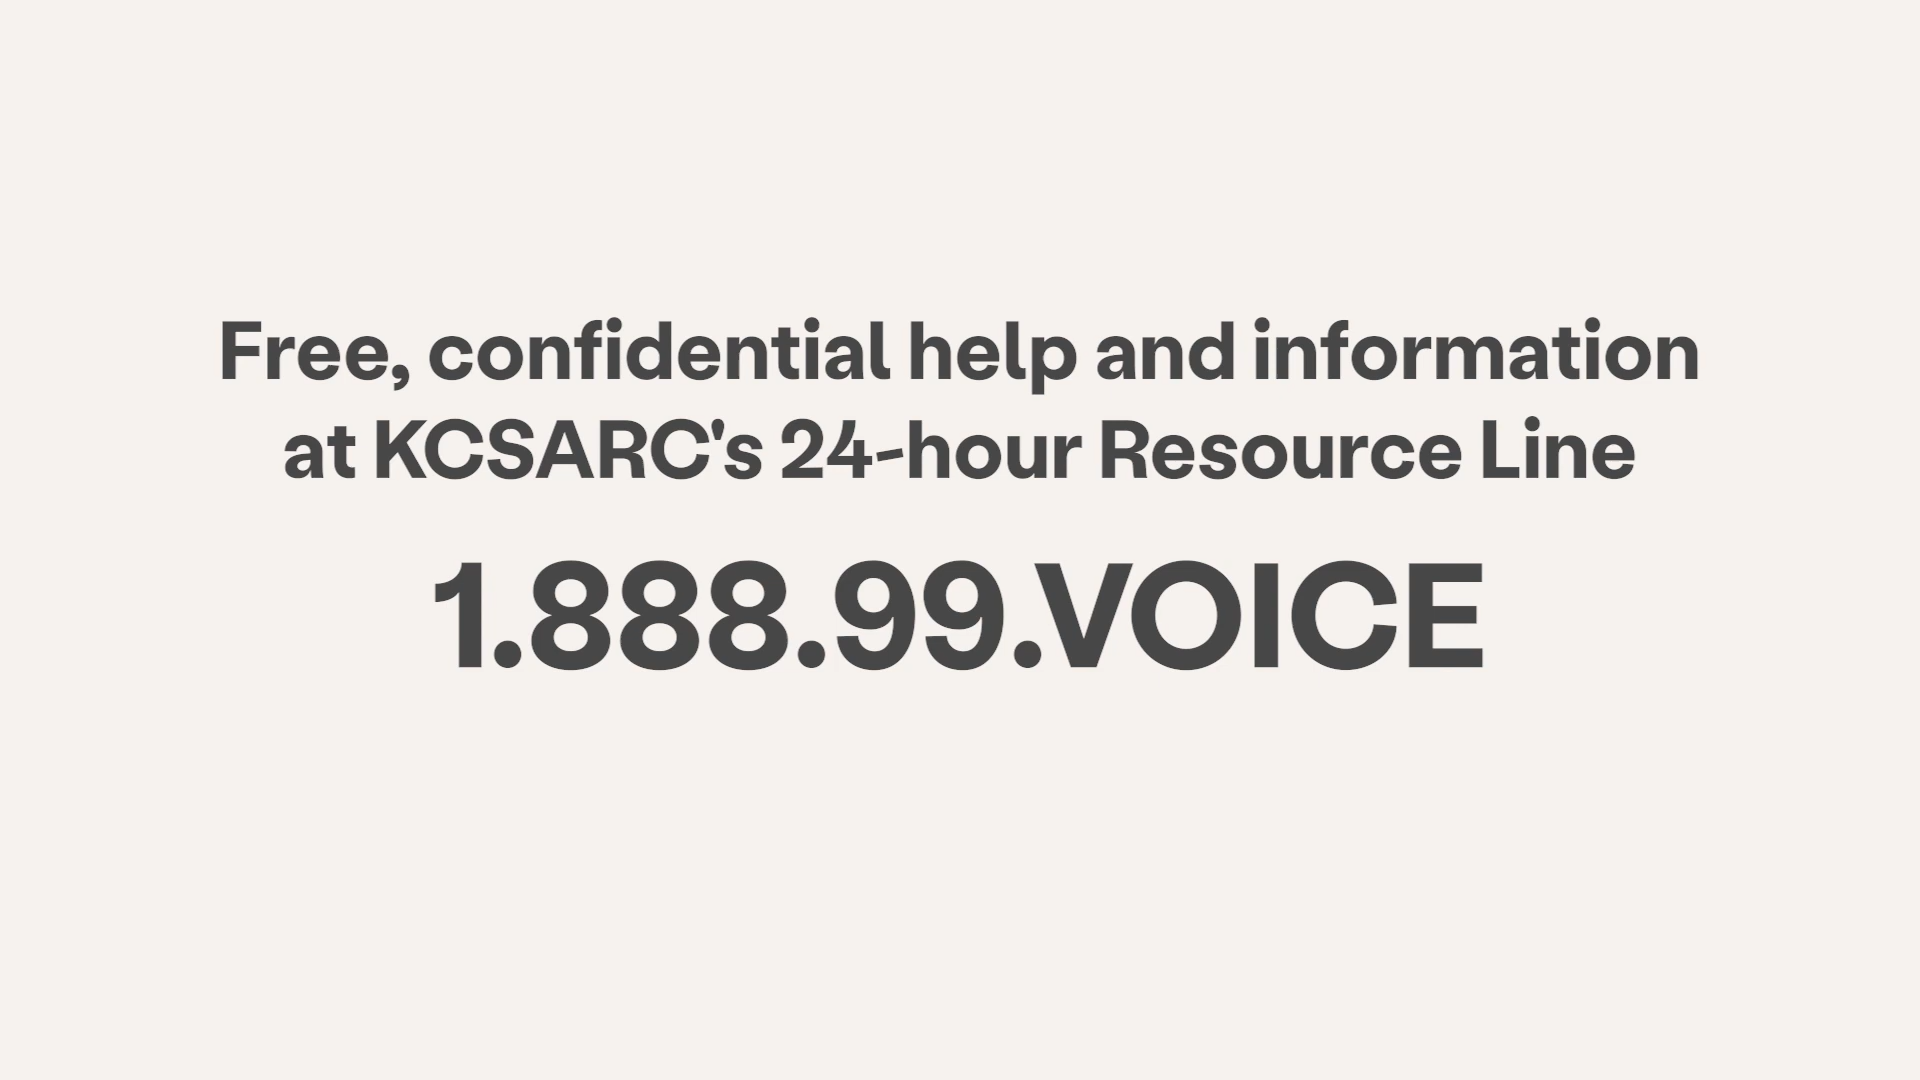 Free, confidential help and information
at KCSARC's 24-hour Resource Line
1.888.99.VOICE